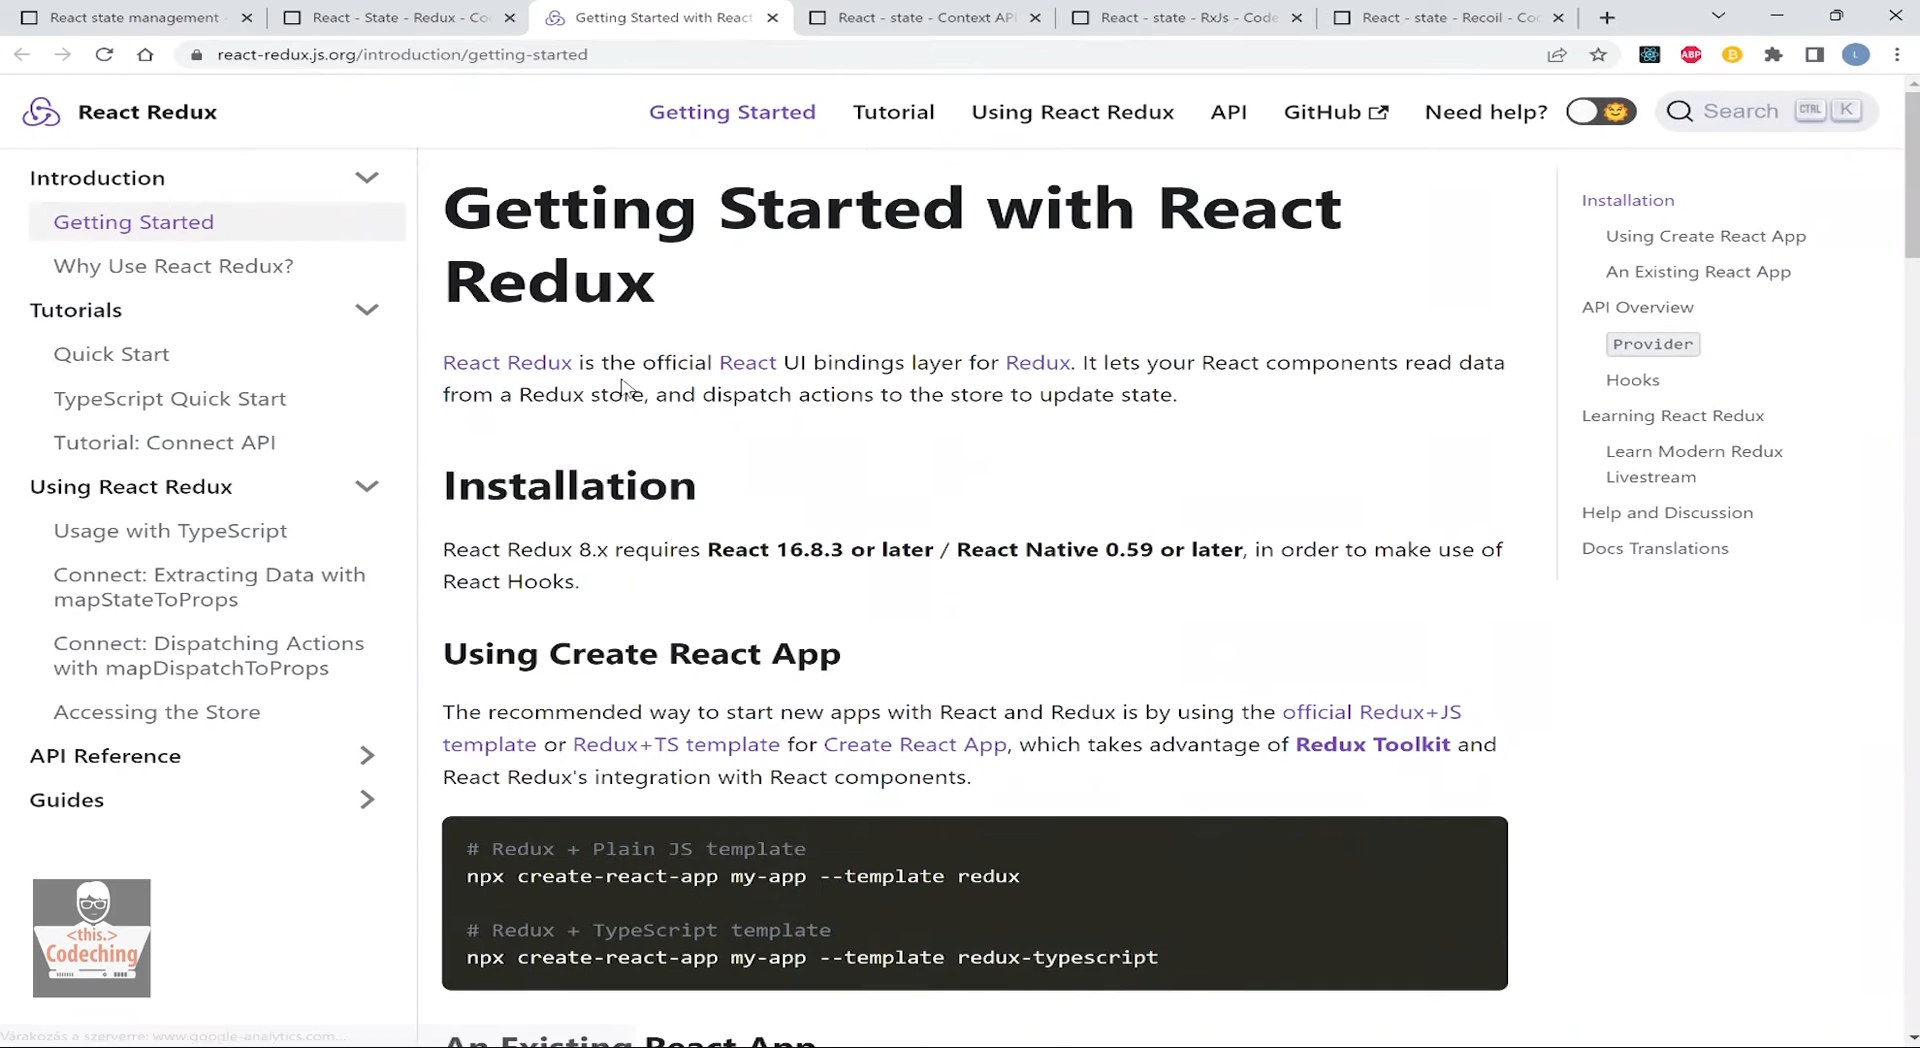 React state management
React - State - Redux - Co
Getting Started with React
React - state - Context API
React - state - RxJs - Code
React - state - Recoil - Coc
react-redux.js.org/introduction/getting-started
ABP
L
React Redux
Getting Started
Tutorial
Using React Redux
API
GitHub
Need help?
Search
CTRL
K
Introduction
Getting Started
Why Use React Redux?
Tutorials
Quick Start
TypeScript Quick Start
Tutorial: Connect API
Using React Redux
Usage with TypeScript
Connect: Extracting Data with
mapStateToProps
Connect: Dispatching Actions
with mapDispatchToProps
Accessing the Store
API Reference
Guides
<this.>
Codeching
Várakozás a szerverre: www.google-analytics.com...
Getting Started with React
Redux
React Redux is the official React UI bindings layer for Redux. It lets your React components read data
from a Redux store, and dispatch actions to the store to update state.
Installation
React Redux 8.x requires React 16.8.3 or later / React Native 0.59 or later, in order to make use of
React Hooks.
Using Create React App
The recommended way to start new apps with React and Redux is by using the official Redux+JS
template or Redux+TS template for Create React App, which takes advantage of Redux Toolkit and
React Redux's integration with React components.
# Redux + Plain JS template
npx create-react-app my-app --template redux
# Redux + TypeScript template
npx create-react-app my-app --template redux-typescript
An Existing React App
Installation
Using Create React App
An Existing React App
API Overview
Provider
Hooks
Learning React Redux
Learn Modern Redux
Livestream
Help and Discussion
Docs Translations